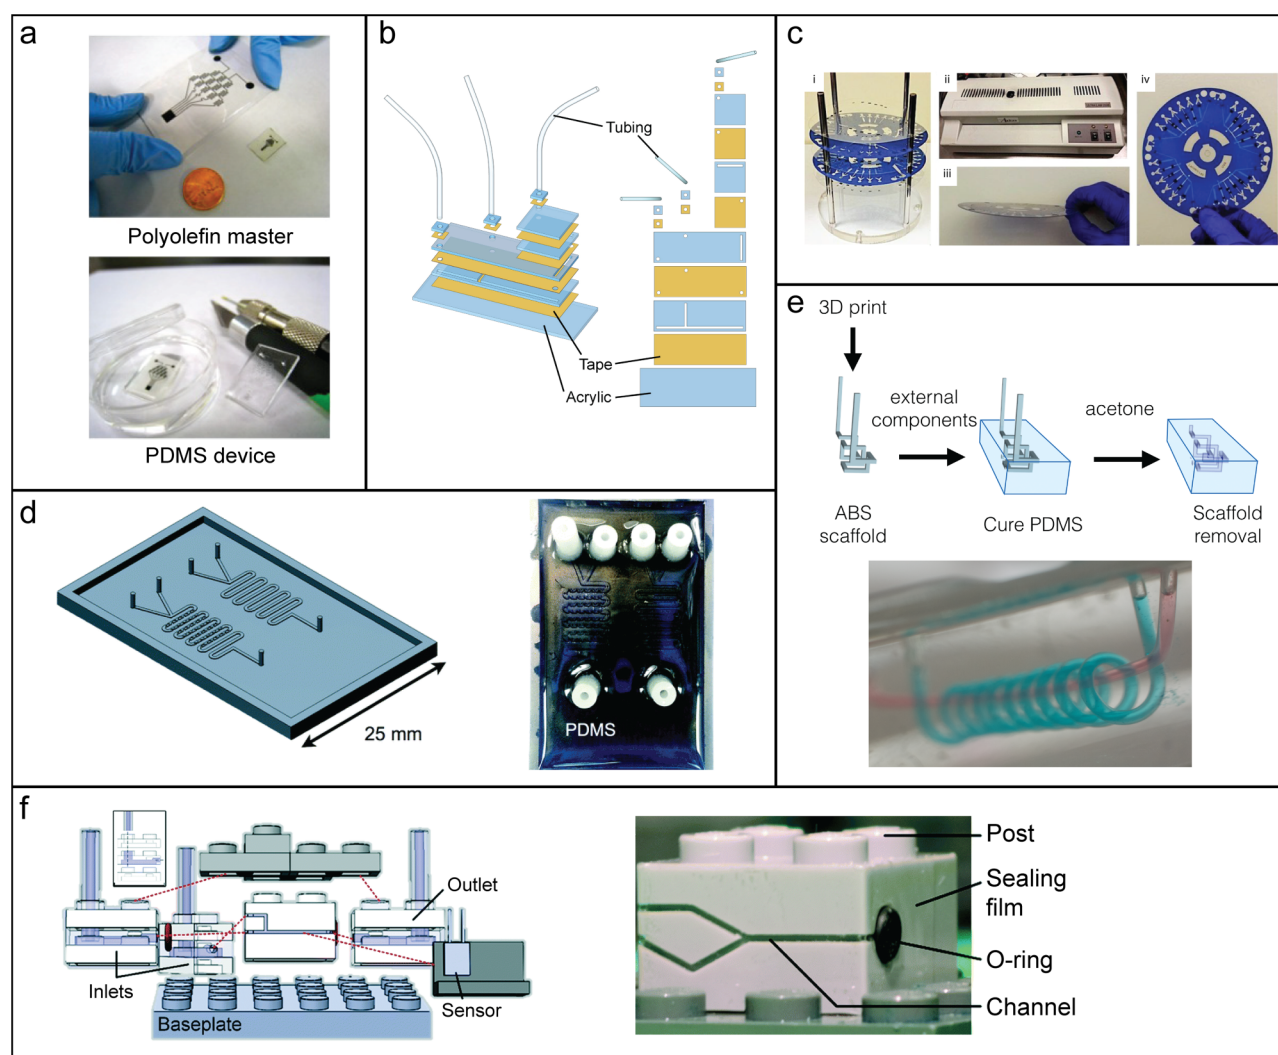 a
Polyolefin master
PDMS device
b
Tubing
Tape
Acrylic
c
i
ii
iii
iv
d
25 mm
PDMS
e
3D print
external
components
acetone
ABS
scaffold
Cure PDMS
Scaffold
removal
f
Outlet
Inlets
Sensor
Baseplate
Post
Sealing
film
O-ring
Channel